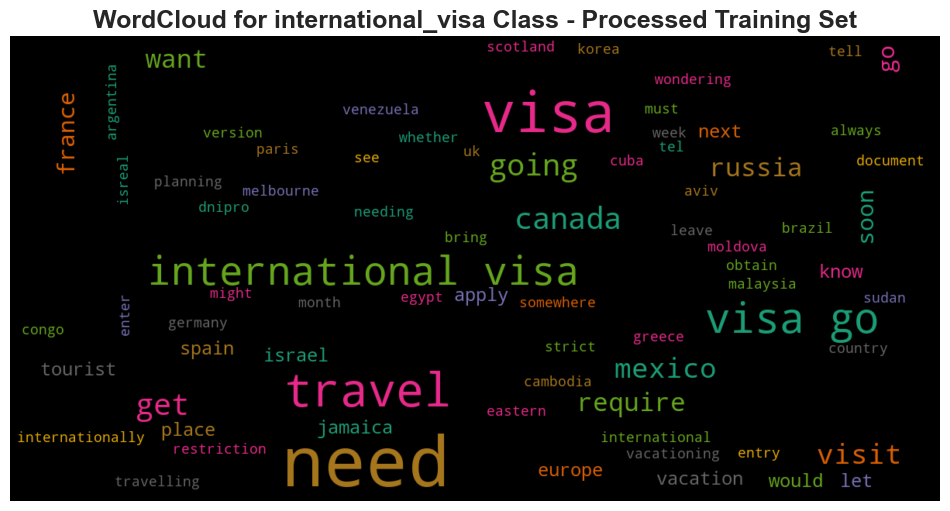 WordCloud for international_visa Class - Processed Training Set
want
scotland
korea
tell
go
france
argentina
wondering
visa
venezuela
must
version
whether
week
next
always
paris
see
uk
tel
going
cuba
russia
document
isreal
planning
melbourne
aviv
dnipro
needing
canada
soon
leave
brazil
bring
moldova
international visa
obtain
know
malaysia
might
month
egypt
apply
somewhere
sudan
enter
congo
germany
visa go
greece
spain
israel
strict
country
tourist
mexico
travel
cambodia
get
require
eastern
place
jamaica
internationally
restriction
international
vacationing
entry
visit
need
europe
travelling
vacation
would
let